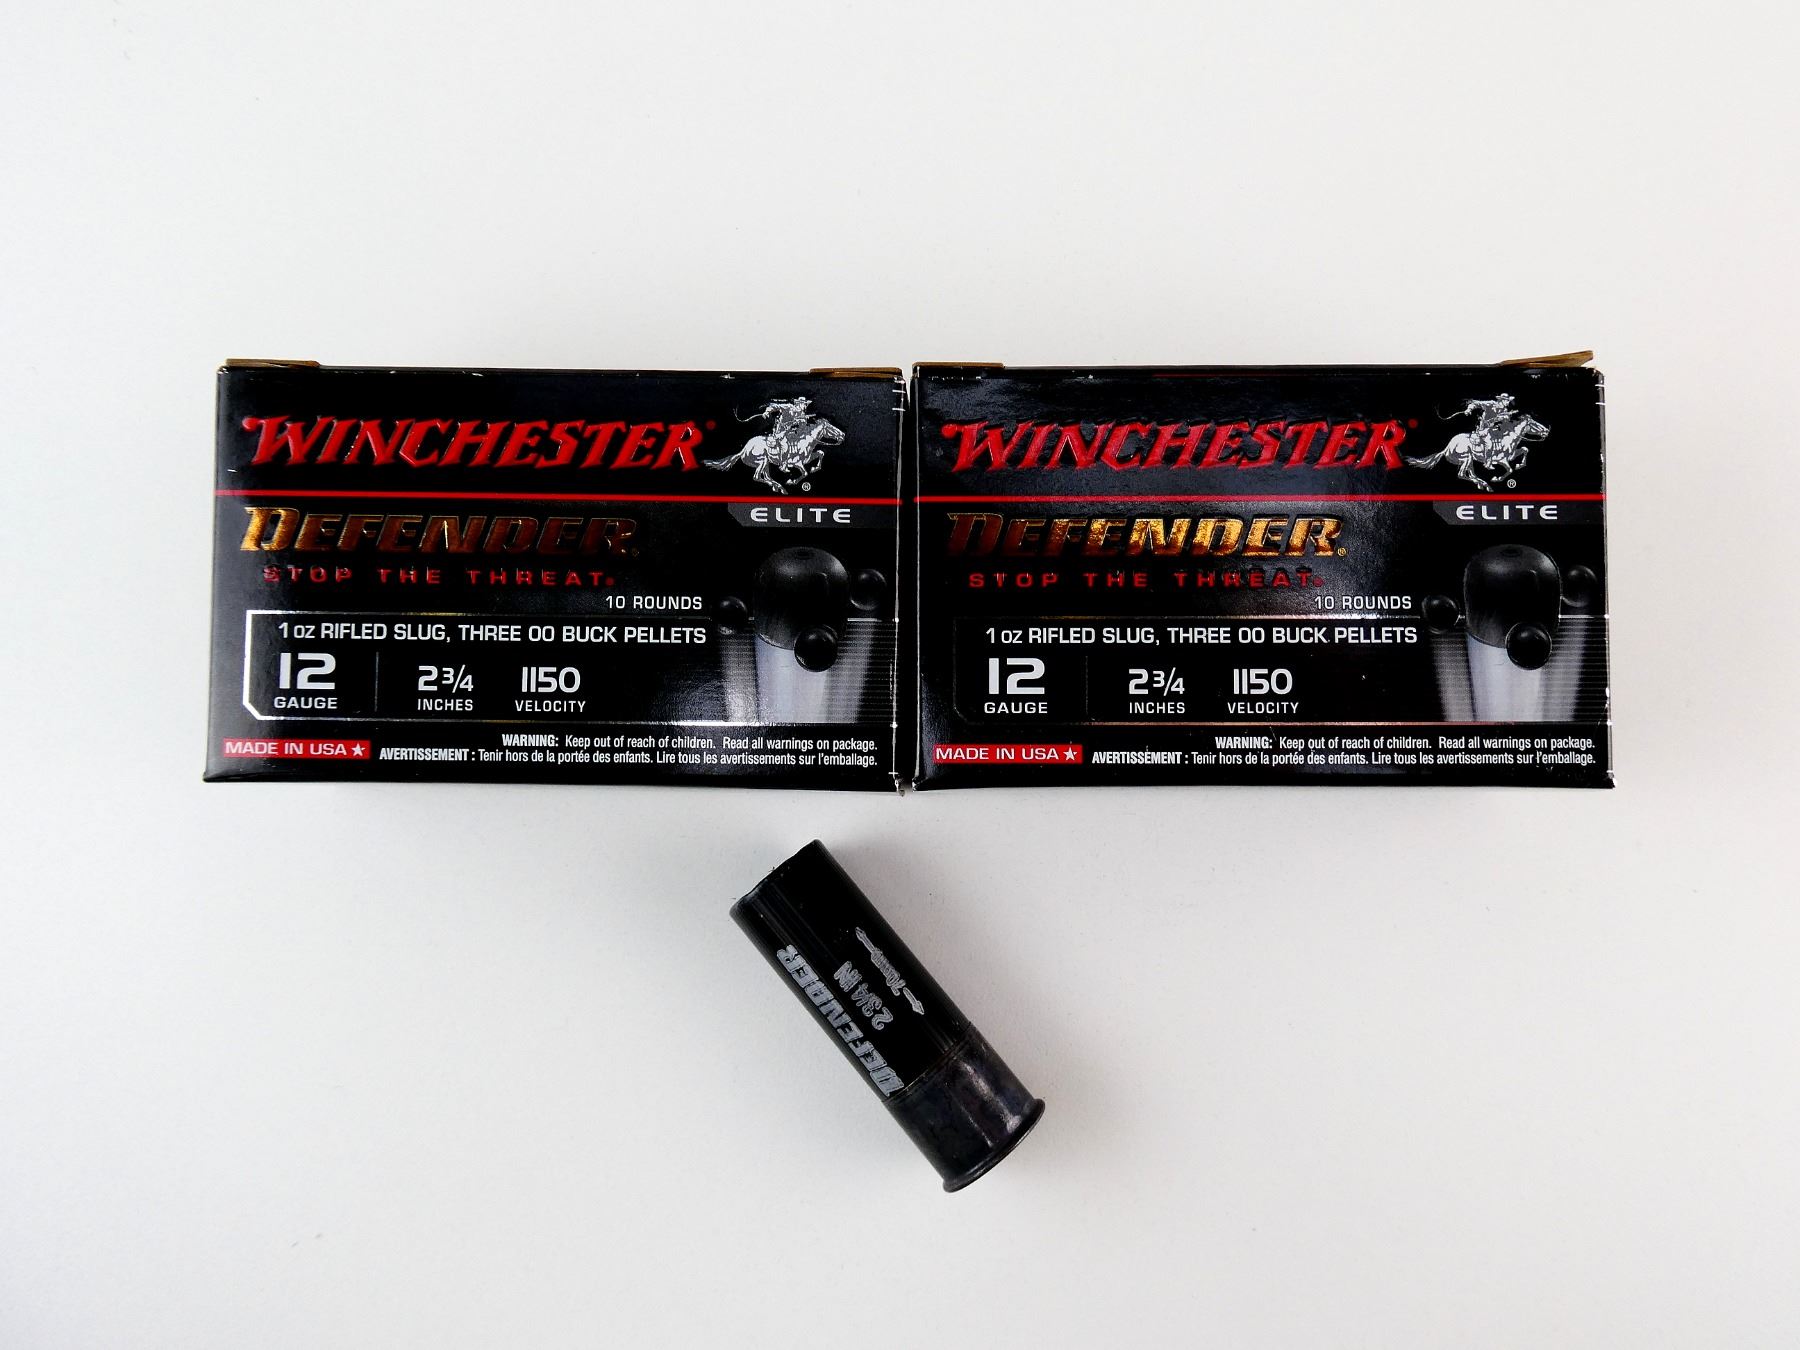 WINCHESTER®
ELITE
DEFENDER®
STOP THE THREAT®
10 ROUNDS
1 oz RIFLED SLUG, THREE 00 BUCK PELLETS
12 2 3/4 1150
GAUGE INCHES VELOCITY
MADE IN USA
WARNING: Keep out of reach of children. Read all warnings on package.
AVERTISSEMENT : Tenir hors de la portée des enfants. Lire tous les avertissements sur l'emballage.
WINCHESTER®
ELITE
DEFENDER®
STOP THE THREAT®
10 ROUNDS
1 oz RIFLED SLUG, THREE 00 BUCK PELLETS
12 2 3/4 1150
GAUGE INCHES VELOCITY
MADE IN USA
WARNING: Keep out of reach of children. Read all warnings on package.
AVERTISSEMENT : Tenir hors de la portée des enfants. Lire tous les avertissements sur l'emballage.
DEFENDER
2 3/4 IN
70mm